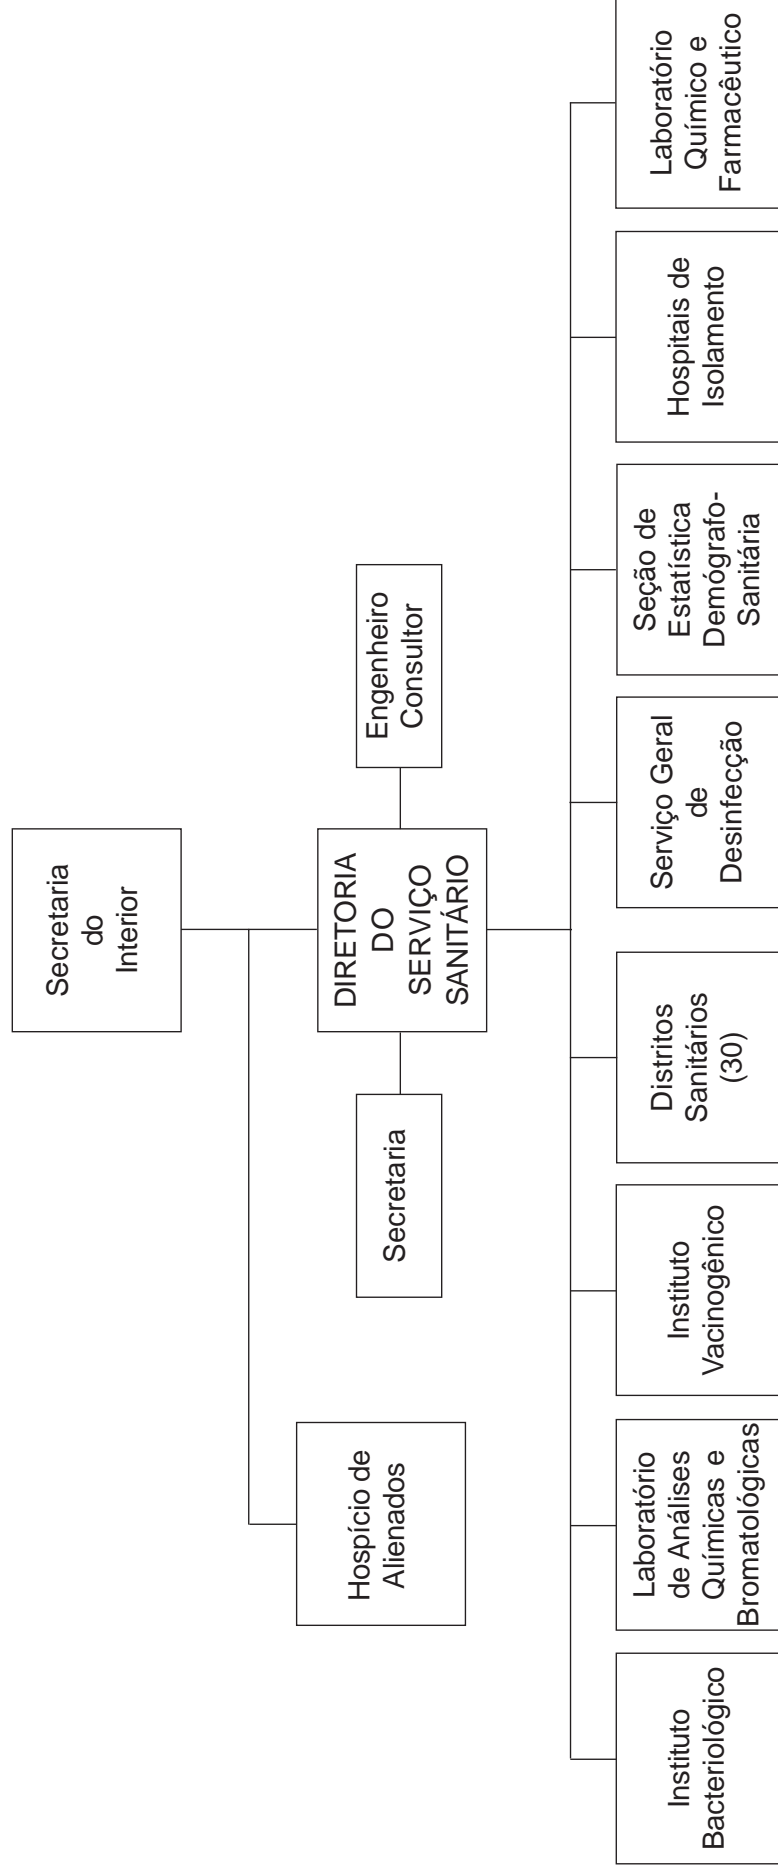 Secretaria
do
Interior
Hospício de
Alienados
Secretaria
DIRETORIA
DO
SERVIÇO
SANITÁRIO
Engenheiro
Consultor
Instituto
Bacteriológico
Laboratório
de Análises
Químicas e
Bromatológicas
Instituto
Vacinogênico
Distritos
Sanitários
(30)
Serviço Geral
de
Desinfecção
Seção de
Estatística
Demógrafo-
Sanitária
Hospitais de
Isolamento
Laboratório
Químico e
Farmacêutico